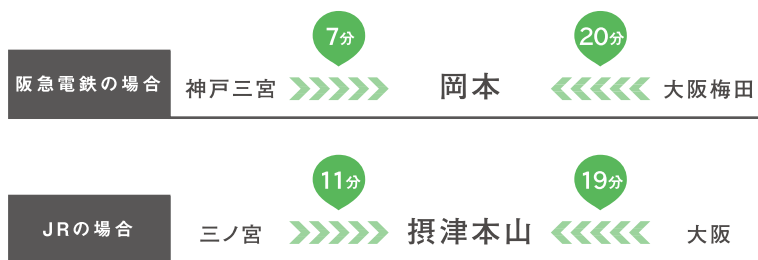 7分 20分
阪急電鉄の場合 神戸三宮 岡本 大阪梅田
11分 19分
JRの場合 三ノ宮 摂津本山 大阪